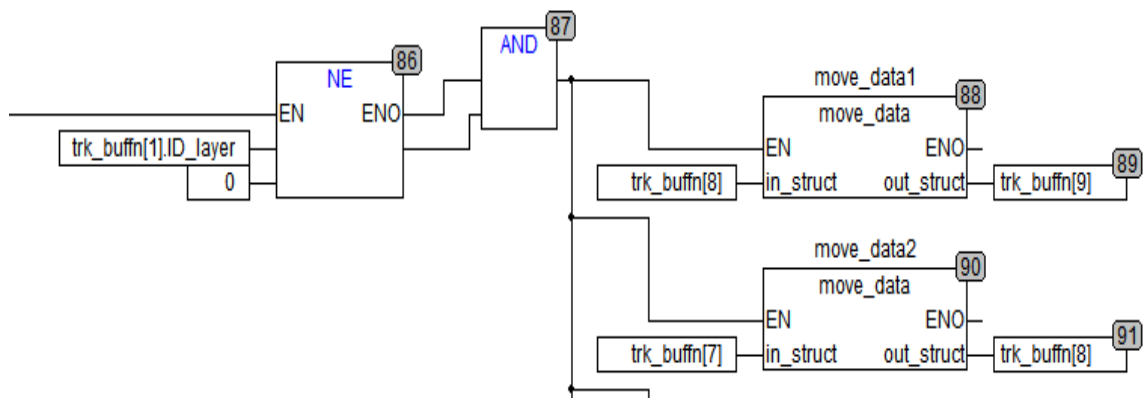 87
AND
86
NE
EN ENO
trk_buffn[1].ID_layer
0
move_data1
88
move_data
EN ENO
89
trk_buffn[8] in_struct out_struct trk_buffn[9]
move_data2
90
move_data
EN ENO
91
trk_buffn[7] in_struct out_struct trk_buffn[8]